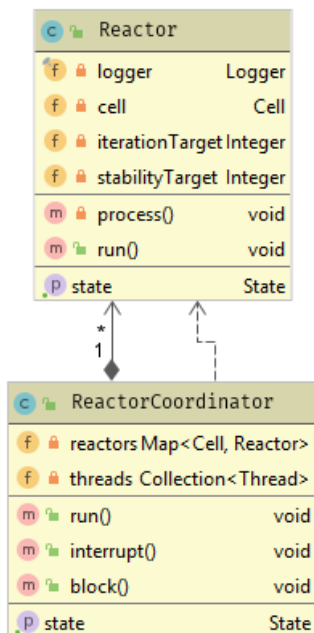 Reactor
logger Logger
cell Cell
iterationTarget Integer
stabilityTarget Integer
process() void
run() void
state State
*
1
ReactorCoordinator
reactors Map<Cell, Reactor>
threads Collection<Thread>
run() void
interrupt() void
block() void
state State